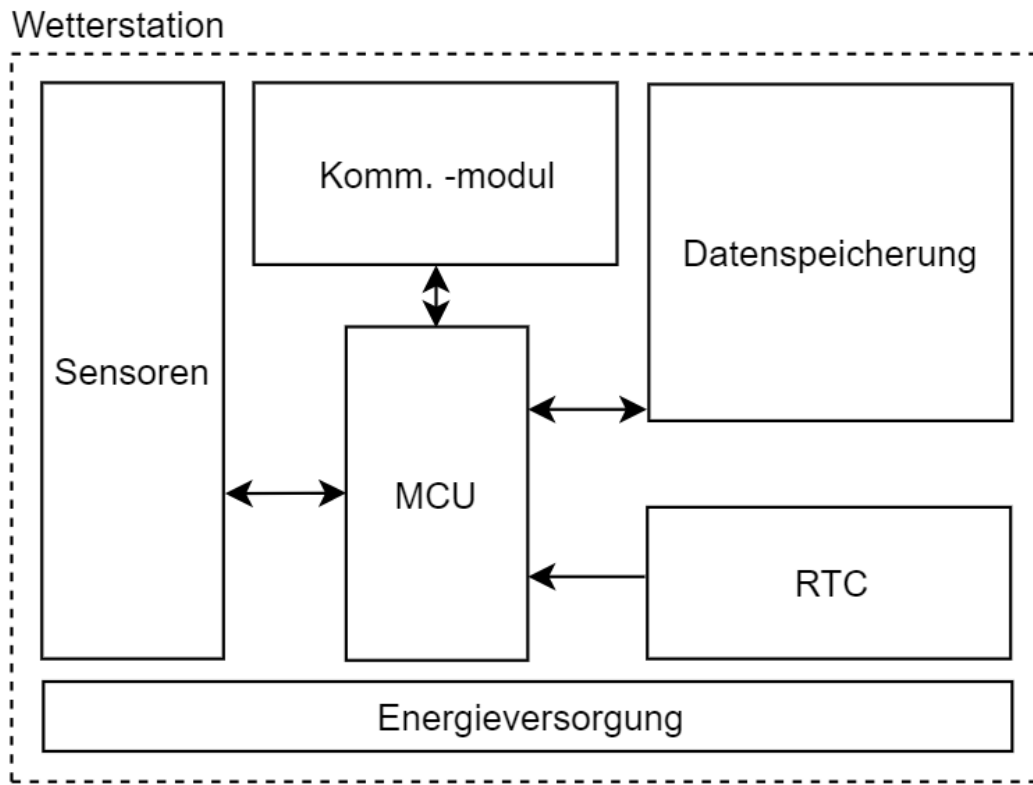 Wetterstation
Komm. -modul
Datenspeicherung
Sensoren
MCU
RTC
Energieversorgung